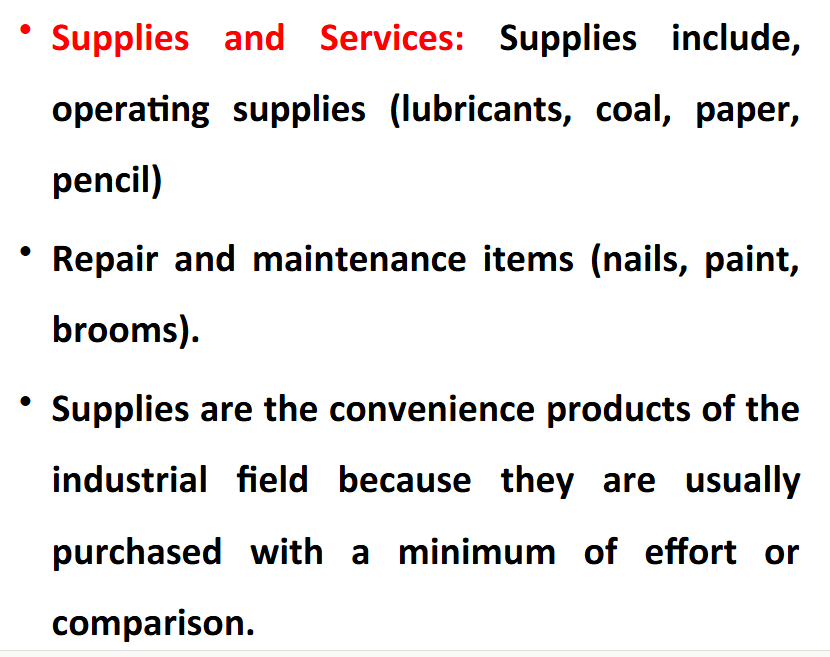 • Supplies and Services: Supplies include,
operating supplies (lubricants, coal, paper,
pencil)
• Repair and maintenance items (nails, paint,
brooms).
• Supplies are the convenience products of the
industrial field because they are usually
purchased with a minimum of effort or
comparison.